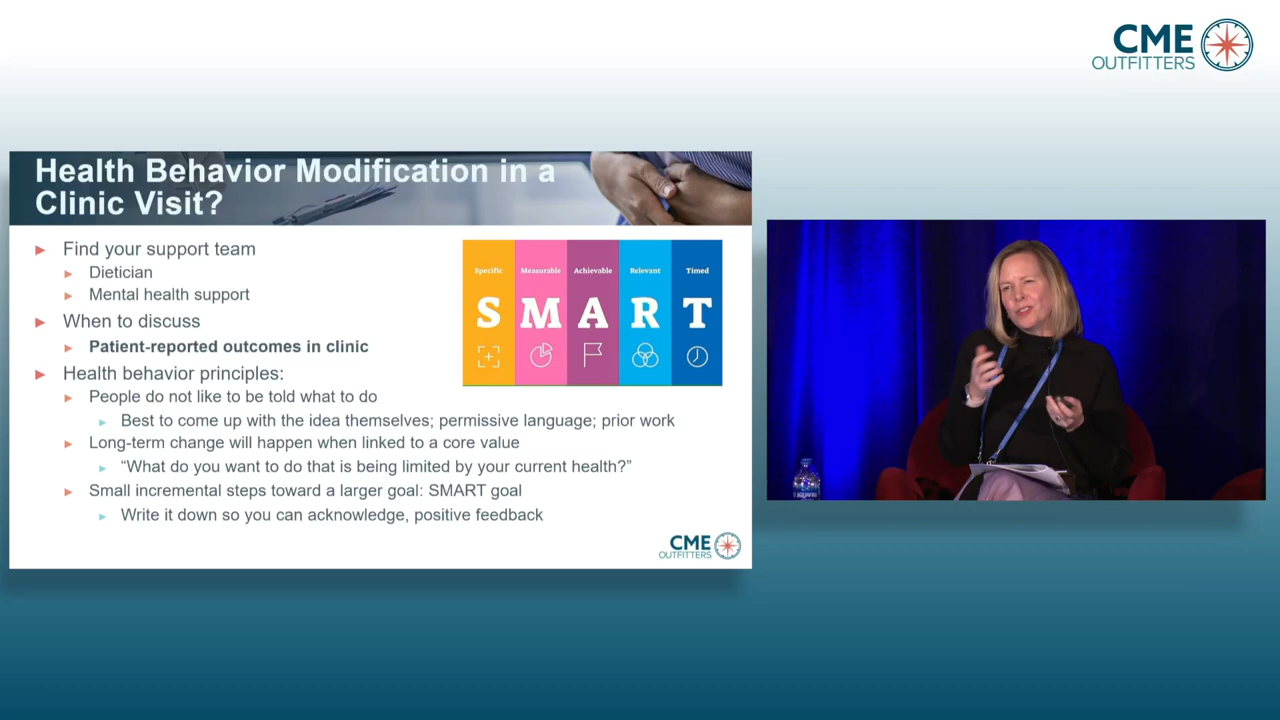 CME
OUTFITTERS
Health Behavior Modification in a
Clinic Visit?
Find your support team
Dietician
Mental health support
When to discuss
Patient-reported outcomes in clinic
Health behavior principles:
People do not like to be told what to do
Best to come up with the idea themselves; permissive language; prior work
Long-term change will happen when linked to a core value
“What do you want to do that is being limited by your current health?”
Small incremental steps toward a larger goal: SMART goal
Write it down so you can acknowledge, positive feedback
Specific Measurable Achievable Relevant Timed
S M A R T
CME
OUTFITTERS